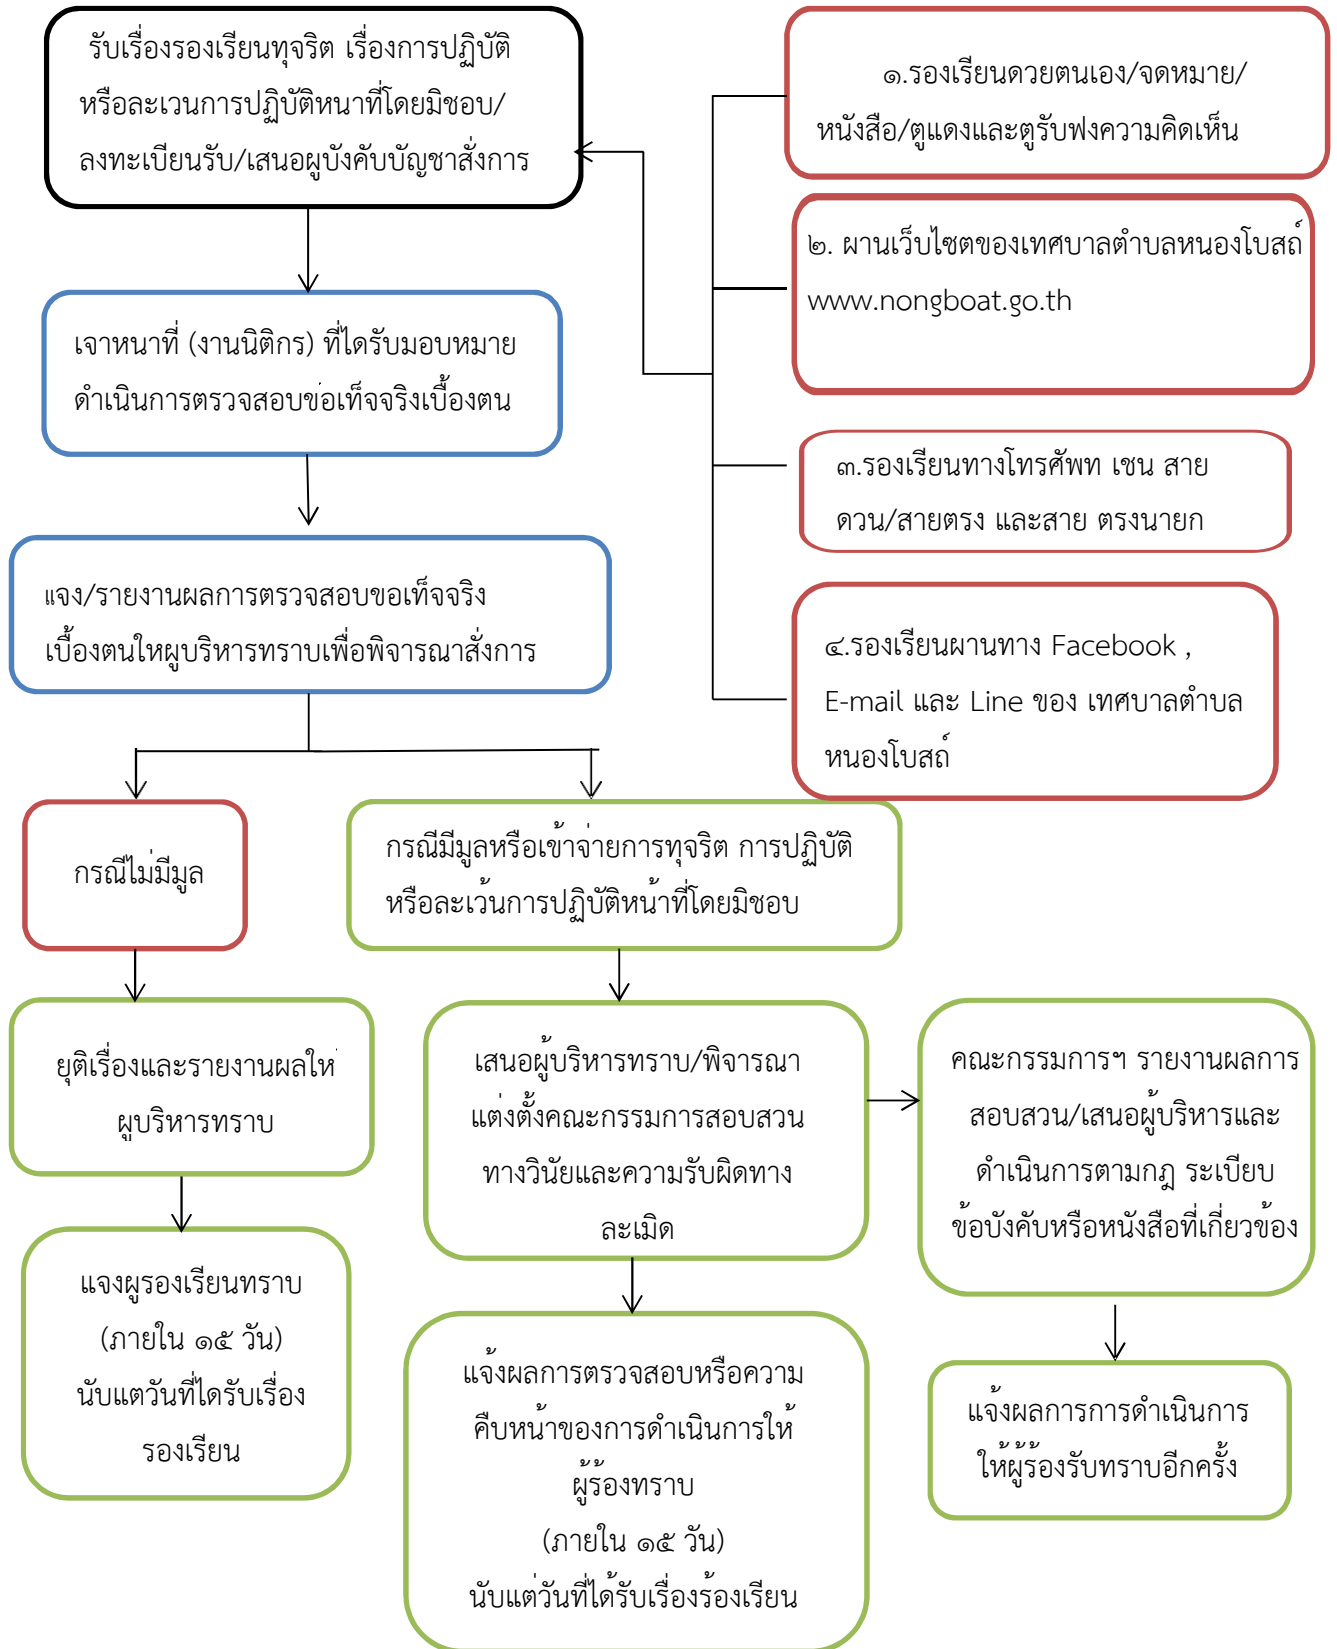 รับเรื่องรองเรียนทุจริต เรื่องการปฏิบัติ
หรือละเวนการปฏิบัติหนาที่โดยมิชอบ/
ลงทะเบียนรับ/เสนอผูบังคับบัญชาสั่งการ
๑.รองเรียนดวยตนเอง/จดหมาย/
หนังสือ/ตูแดงและตูรับฟงความคิดเห็น
๒. ผานเว็บไซตของเทศบาลตำบลหนองโบสถ์
www.nongboat.go.th
๓.รองเรียนทางโทรศัพท เชน สาย
ดวน/สายตรง และสาย ตรงนายก
๔.รองเรียนผานทาง Facebook ,
E-mail และ Line ของ เทศบาลตำบล
หนองโบสถ์
เจาหนาที่ (งานนิติกร) ที่ไดรับมอบหมาย
ดำเนินการตรวจสอบข่อเท็จจริงเบื้องตน
แจง/รายงานผลการตรวจสอบขอเท็จจริง
เบื้องตนใหผูบริหารทราบเพื่อพิจารณาสั่งการ
กรณีไม่มีมูล
กรณีมีมูลหรือเข้าจ่ายการทุจริต การปฏิบัติ
หรือละเว้นการปฏิบัติหน้าที่โดยมิชอบ
ยุติเรื่องและรายงานผลให่
ผูบริหารทราบ
แจงผูรองเรียนทราบ
(ภายใน ๑๕ วัน)
นับแตวันที่ไดรับเรื่อง
รองเรียน
เสนอผู้บริหารทราบ/พิจารณา
แต่งตั้งคณะกรรมการสอบสวน
ทางวินัยและความรับผิดทาง
ละเมิด
แจ้งผลการตรวจสอบหรือความ
คืบหน้าของการดำเนินการให้
ผู้ร้องทราบ
(ภายใน ๑๕ วัน)
นับแต่วันที่ได้รับเรื่องร้องเรียน
คณะกรรมการฯ รายงานผลการ
สอบสวน/เสนอผู้บริหารและ
ดำเนินการตามกฎ ระเบียบ
ข้อบังคับหรือหนังสือที่เกี่ยวข้อง
แจ้งผลการการดำเนินการ
ให้ผู้ร้องรับทราบอีกครั้ง